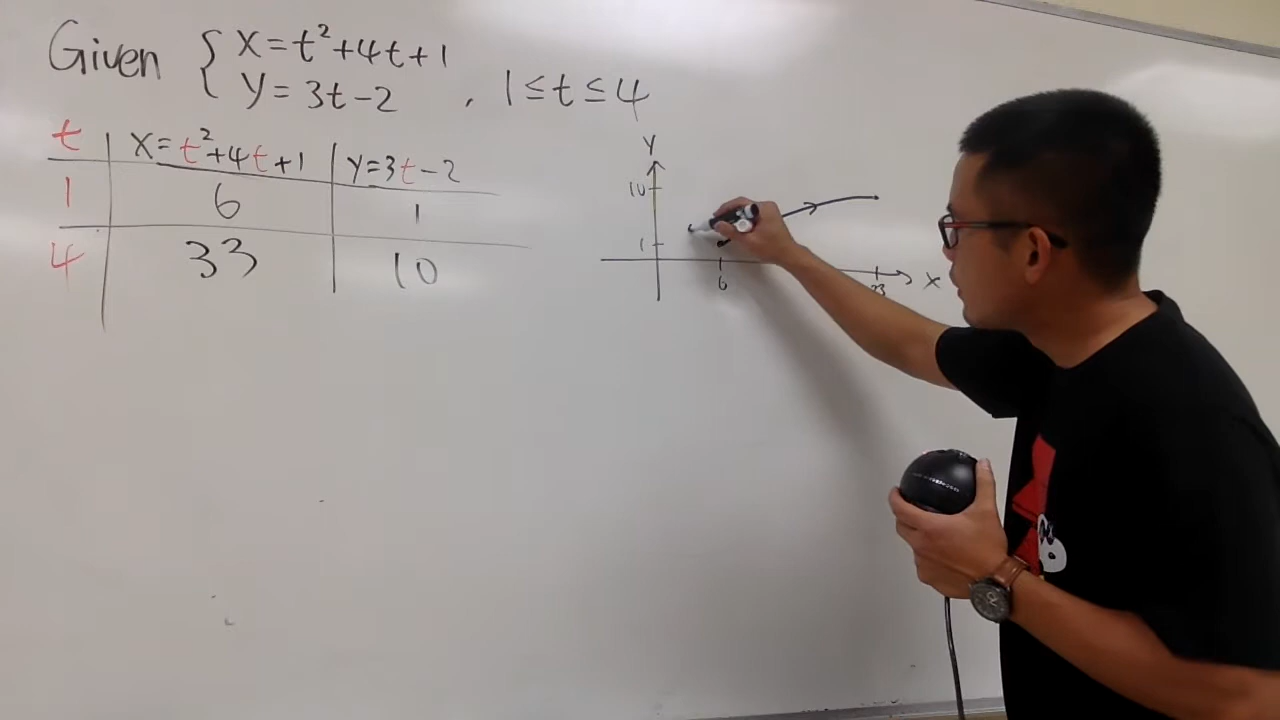 Given { x=t²+4t+1
y=3t-2 , 1≤t≤4
t x=t²+4t+1 y=3t-2
1 6 1
4 33 10
y
10
1
6 33 x